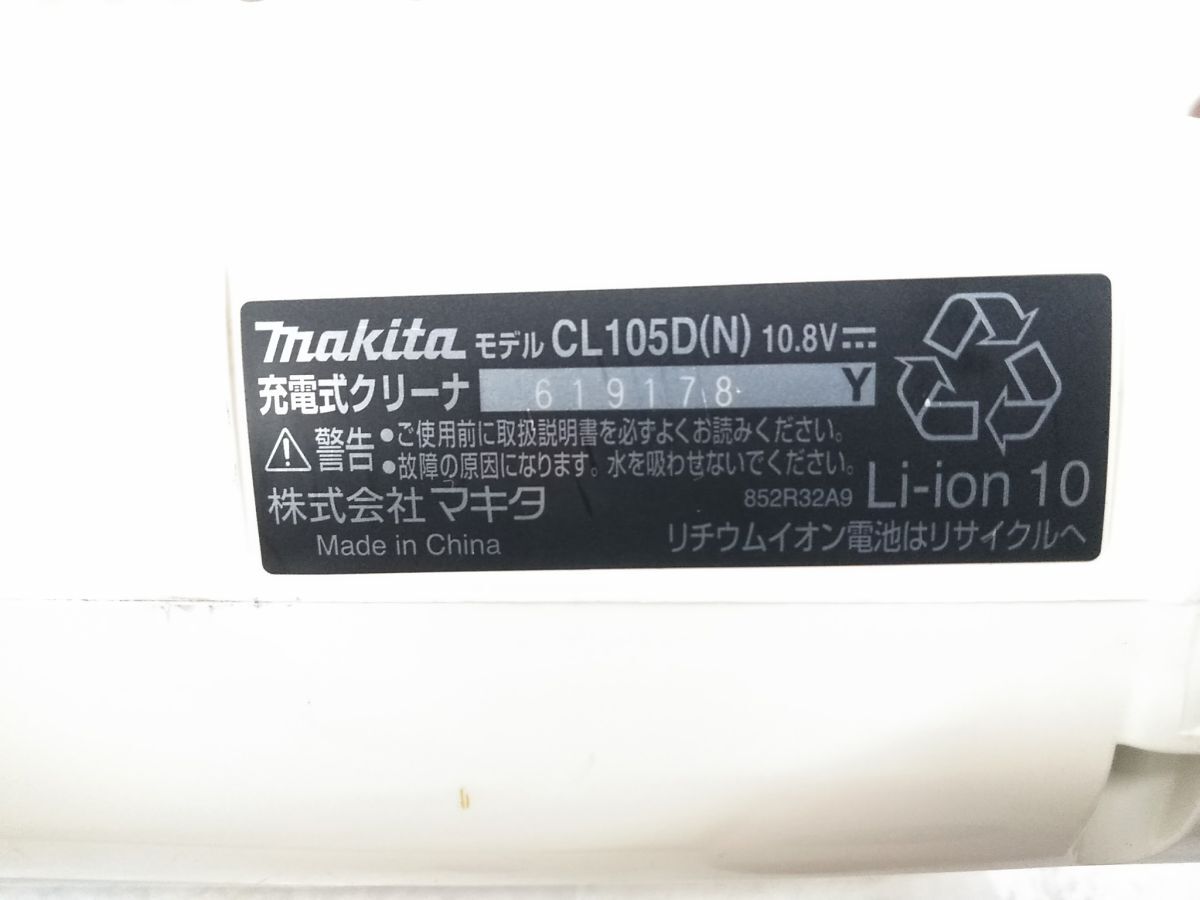 makita モデル CL105D(N) 10.8V
充電式クリーナ 619178 Y
警告 •ご使用前に取扱説明書を必ずよくお読みください。
•故障の原因になります。水を吸わせないでください。
株式会社マキタ 852R32A9 Li-ion 10
Made in China リチウムイオン電池はリサイクルへ